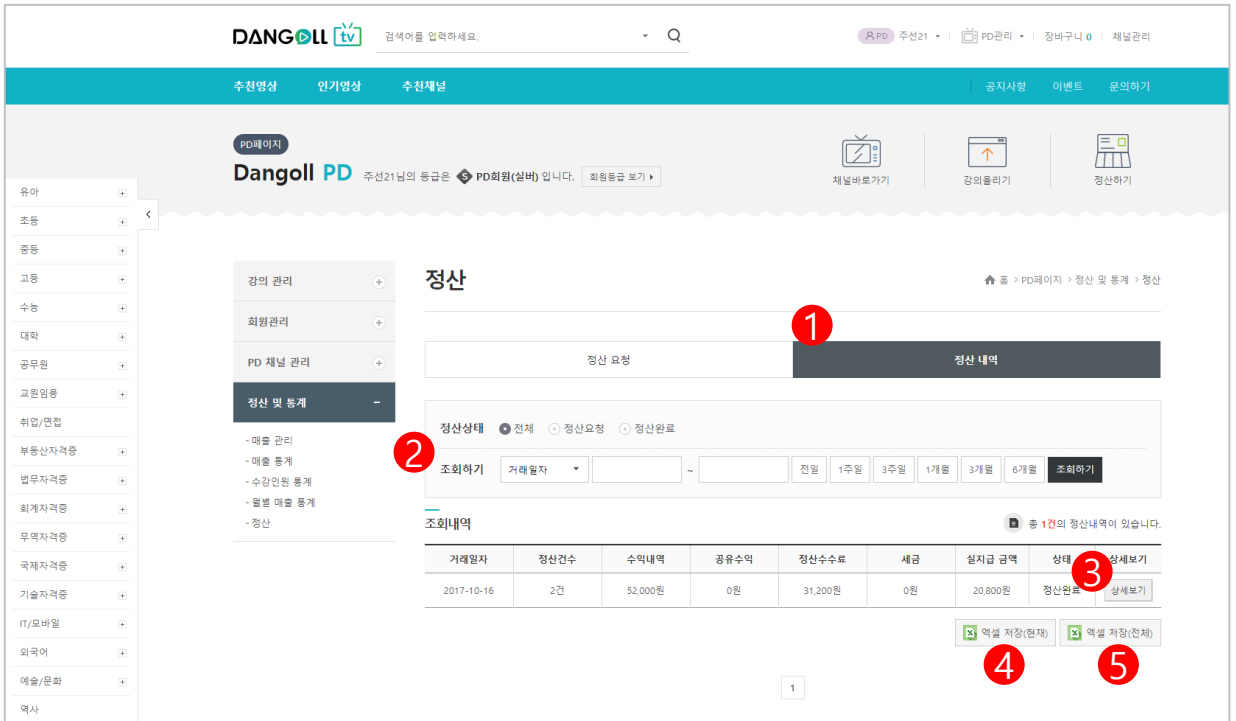 DANGOLL tv 검색어를 입력하세요. PD 주선21 PD관리 장바구니 0 채널관리
추천영상 인기영상 추천채널 공지사항 이벤트 문의하기
PD페이지
Dangoll PD 주선21님의 등급은 S PD회원(실버) 입니다. 회원등급 보기
채널바로가기 강의올리기 정산하기
유아
초등
중등
고등
수능
대학
공무원
교원임용
취업/면접
부동산자격증
법무자격증
회계자격증
무역자격증
국제자격증
기술자격증
IT/모바일
외국어
예술/문화
역사
강의 관리
회원관리
PD 채널 관리
정산 및 통계
- 매출 관리
- 매출 통계
- 수강인원 통계
- 월별 매출 통계
- 정산
정산 홈 > PD페이지 > 정산 및 통계 > 정산
1
정산 요청 정산 내역
2
정산상태 전체 정산요청 정산완료
조회하기 거래일자 ~ 전일 1주일 3주일 1개월 3개월 6개월 조회하기
조회내역 총 1건의 정산내역이 있습니다.
거래일자 정산건수 수익내역 공유수익 정산수수료 세금 실지급 금액 상태 상세보기
3
2017-10-16 2건 52,000원 0원 31,200원 0원 20,800원 정산완료 상세보기
엑셀 저장(현재) 엑셀 저장(전체)
4 5
1